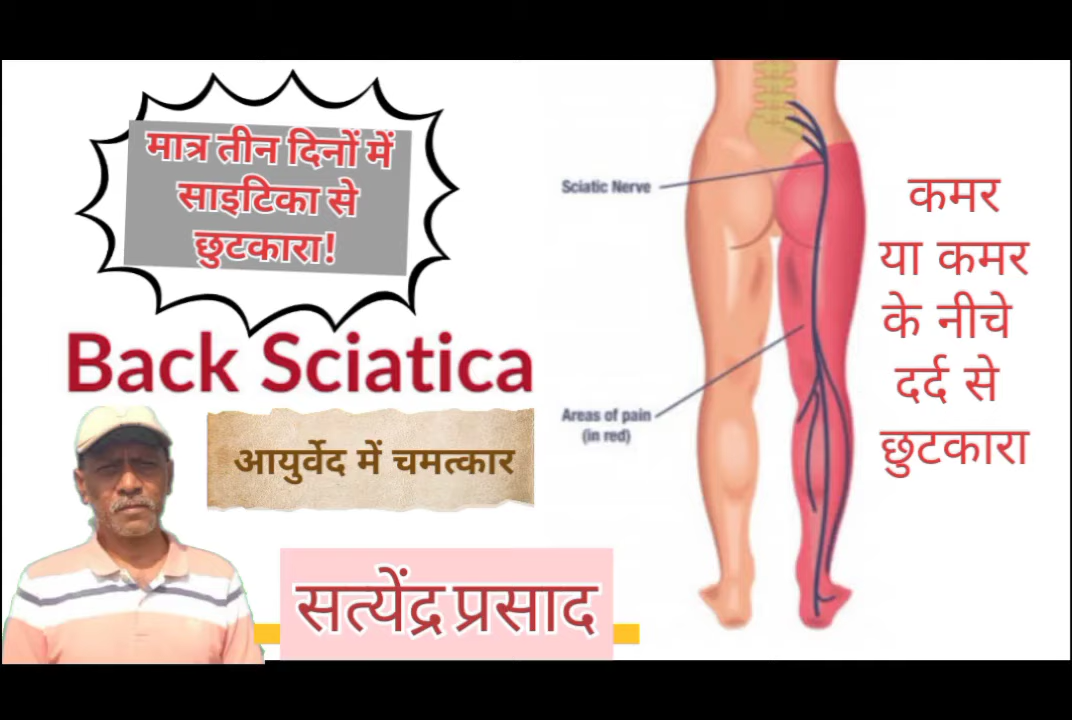 मात्र तीन दिनों में
साइटिका से
छुटकारा!
Back Sciatica
आयुर्वेद में चमत्कार
सत्येंद्र प्रसाद
Sciatic Nerve
Areas of pain
(in red)
कमर
या कमर
के नीचे
दर्द से
छुटकारा